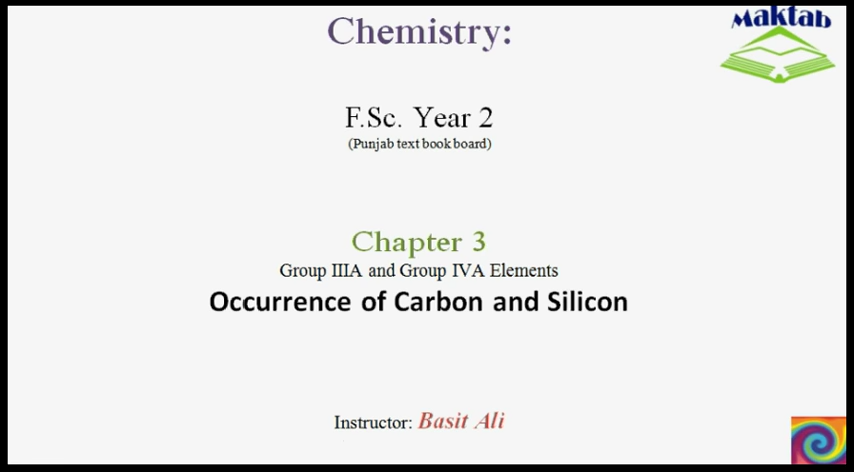 Maktab
Chemistry:
F.Sc. Year 2
(Punjab text book board)
Chapter 3
Group IIIA and Group IVA Elements
Occurrence of Carbon and Silicon
Instructor: Basit Ali